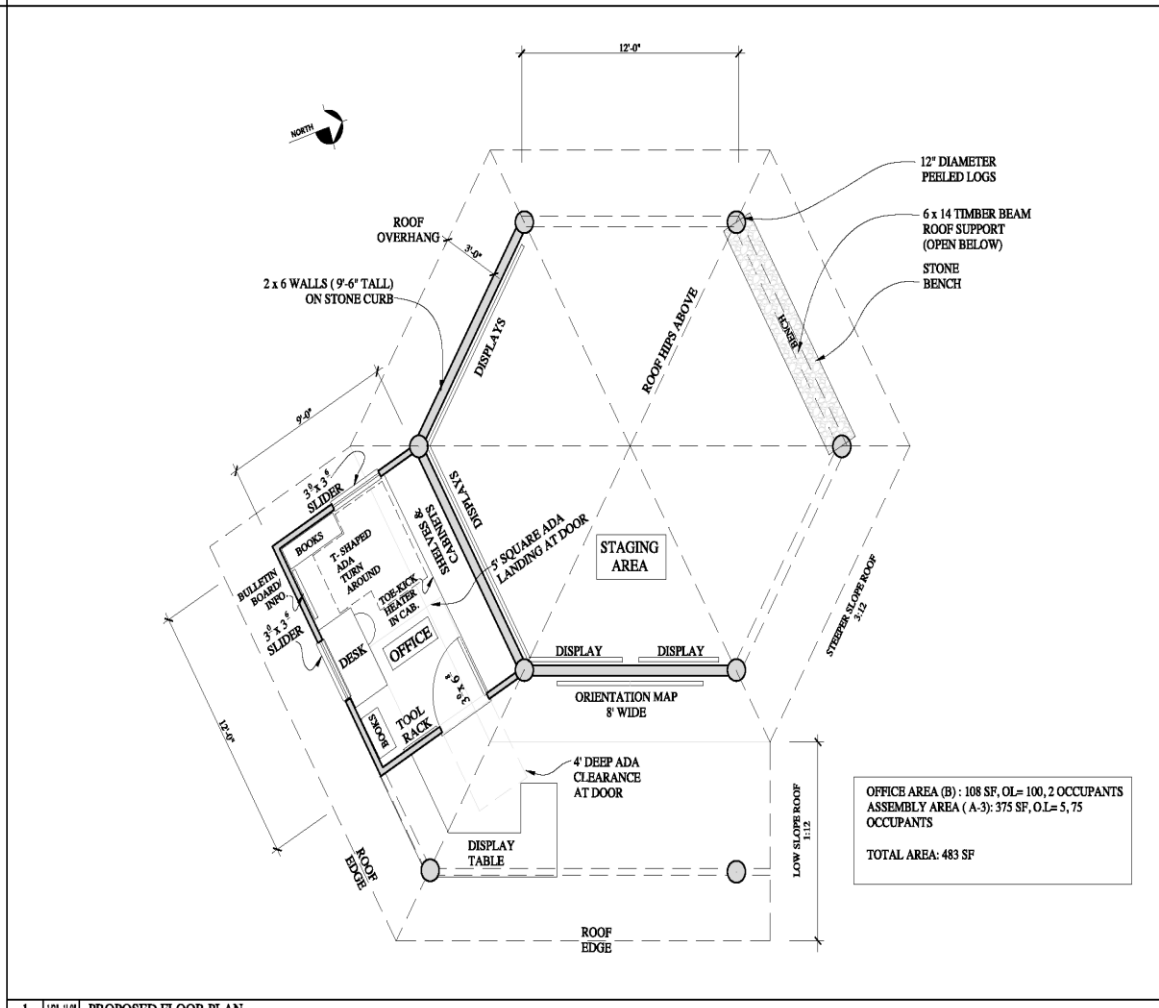 12'-0"
NORTH
12" DIAMETER
PEELED LOGS
6 x 14 TIMBER BEAM
ROOF SUPPORT
(OPEN BELOW)
STONE
BENCH
ROOF
OVERHANG
3'-0"
2 x 6 WALLS ( 9'-6" TALL)
ON STONE CURB
DISPLAYS
ROOF HIPS ABOVE
BENCH
9'-0"
3⁰ x 3⁶
SLIDER
DISPLAYS
SHELVES &
CABINETS
5' SQUARE ADA
LANDING AT DOOR
STAGING
AREA
BOOKS
T- SHAPED
ADA
TURN
AROUND
BULLETIN
BOARD/
INFO.
TOE-KICK
HEATER
IN CAB.
3⁰ x 3⁶
SLIDER
DESK
OFFICE
STEEPER SLOPE ROOF
3:12
DISPLAY
DISPLAY
ORIENTATION MAP
8' WIDE
12'-0"
BOOKS
TOOL
RACK
4' DEEP ADA
CLEARANCE
AT DOOR
LOW SLOPE ROOF
1:12
OFFICE AREA (B) : 108 SF, OL= 100, 2 OCCUPANTS
ASSEMBLY AREA ( A-3): 375 SF, O.L= 5, 75
OCCUPANTS
TOTAL AREA: 483 SF
DISPLAY
TABLE
ROOF
EDGE
ROOF
EDGE
1
PROPOSED FLOOR PLAN